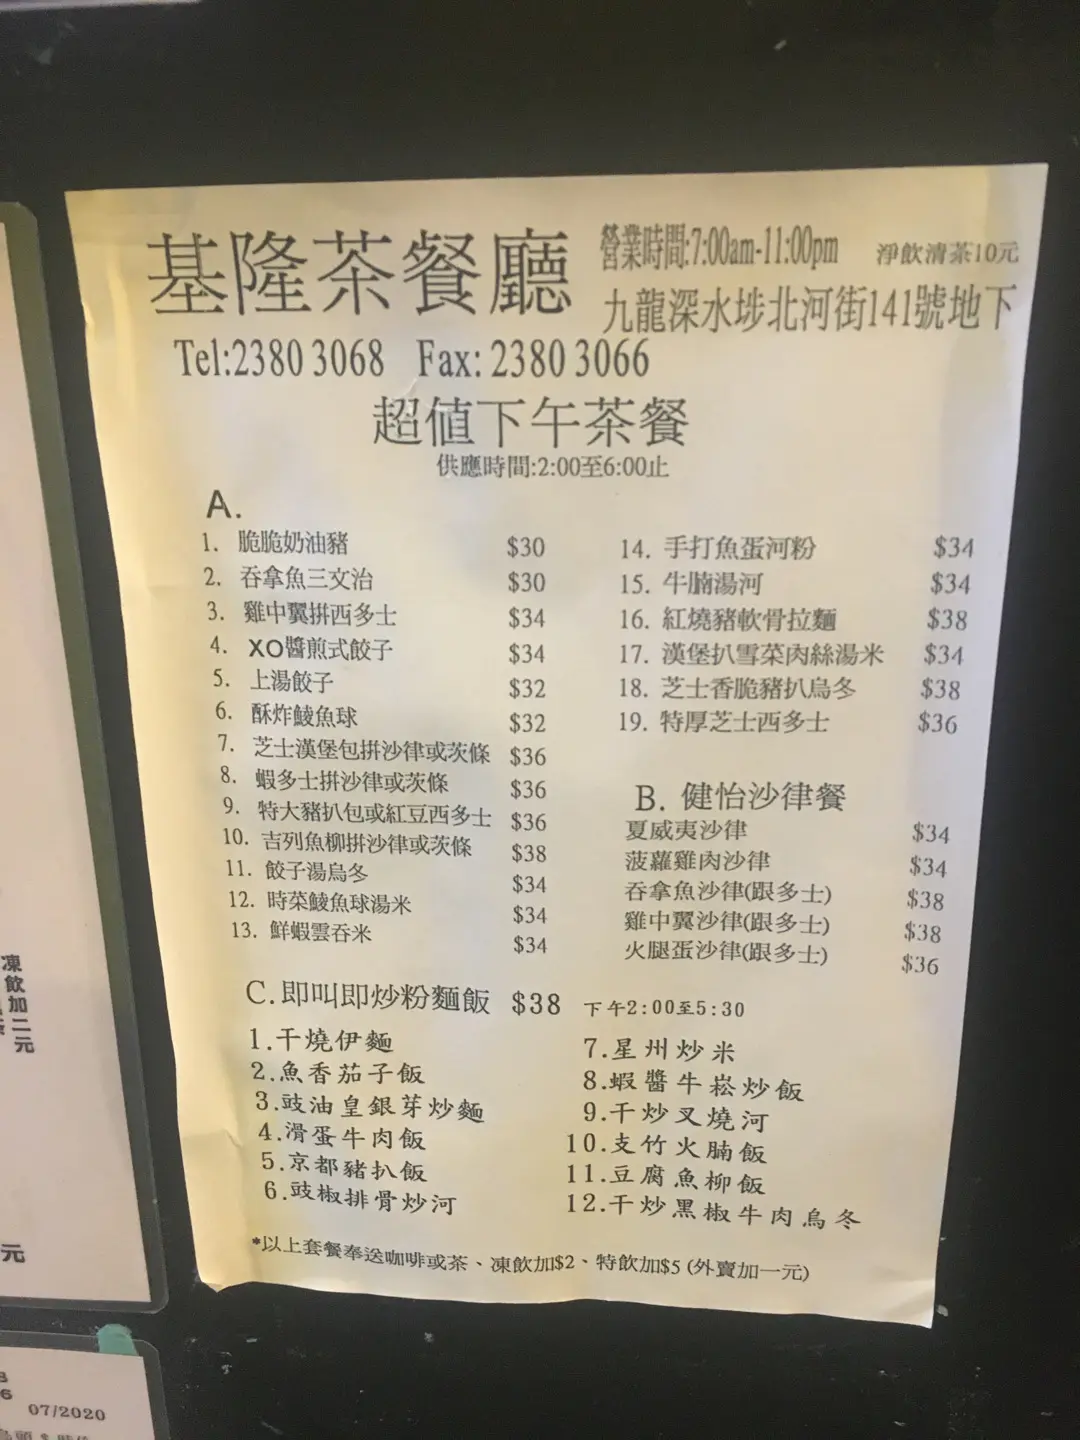 基隆茶餐廳
營業時間:7:00am-11:00pm 淨飲清茶10元
九龍深水埗北河街141號地下
Tel:2380 3068 Fax: 2380 3066
超值下午茶餐
供應時間:2:00至6:00止
A.
1. 脆脆奶油豬 $30
2. 吞拿魚三文治 $30
3. 雞中翼拼西多士 $34
4. XO醬煎式餃子 $34
5. 上湯餃子 $32
6. 酥炸鯪魚球 $32
7. 芝士漢堡包拼沙律或茨條 $36
8. 蝦多士拼沙律或茨條 $36
9. 特大豬扒包或紅豆西多士 $36
10. 吉列魚柳拼沙律或茨條 $38
11. 餃子湯烏冬 $34
12. 時菜鯪魚球湯米 $34
13. 鮮蝦雲吞米 $34
14. 手打魚蛋河粉 $34
15. 牛腩湯河 $34
16. 紅燒豬軟骨拉麵 $38
17. 漢堡扒雪菜肉絲湯米 $34
18. 芝士香脆豬扒烏冬 $38
19. 特厚芝士西多士 $36
B. 健怡沙律餐
夏威夷沙律 $34
菠蘿雞肉沙律 $34
吞拿魚沙律(跟多士) $38
雞中翼沙律(跟多士) $38
火腿蛋沙律(跟多士) $36
C.即叫即炒粉麵飯 $38 下午2:00至5:30
1.干燒伊麵
2.魚香茄子飯
3.豉油皇銀芽炒麵
4.滑蛋牛肉飯
5.京都豬扒飯
6.豉椒排骨炒河
7.星州炒米
8.蝦醬牛崧炒飯
9.干炒叉燒河
10.支竹火腩飯
11.豆腐魚柳飯
12.干炒黑椒牛肉烏冬
*以上套餐奉送咖啡或茶、凍飲加$2、特飲加$5 (外賣加一元)
凍飲加二元
元
07/2020